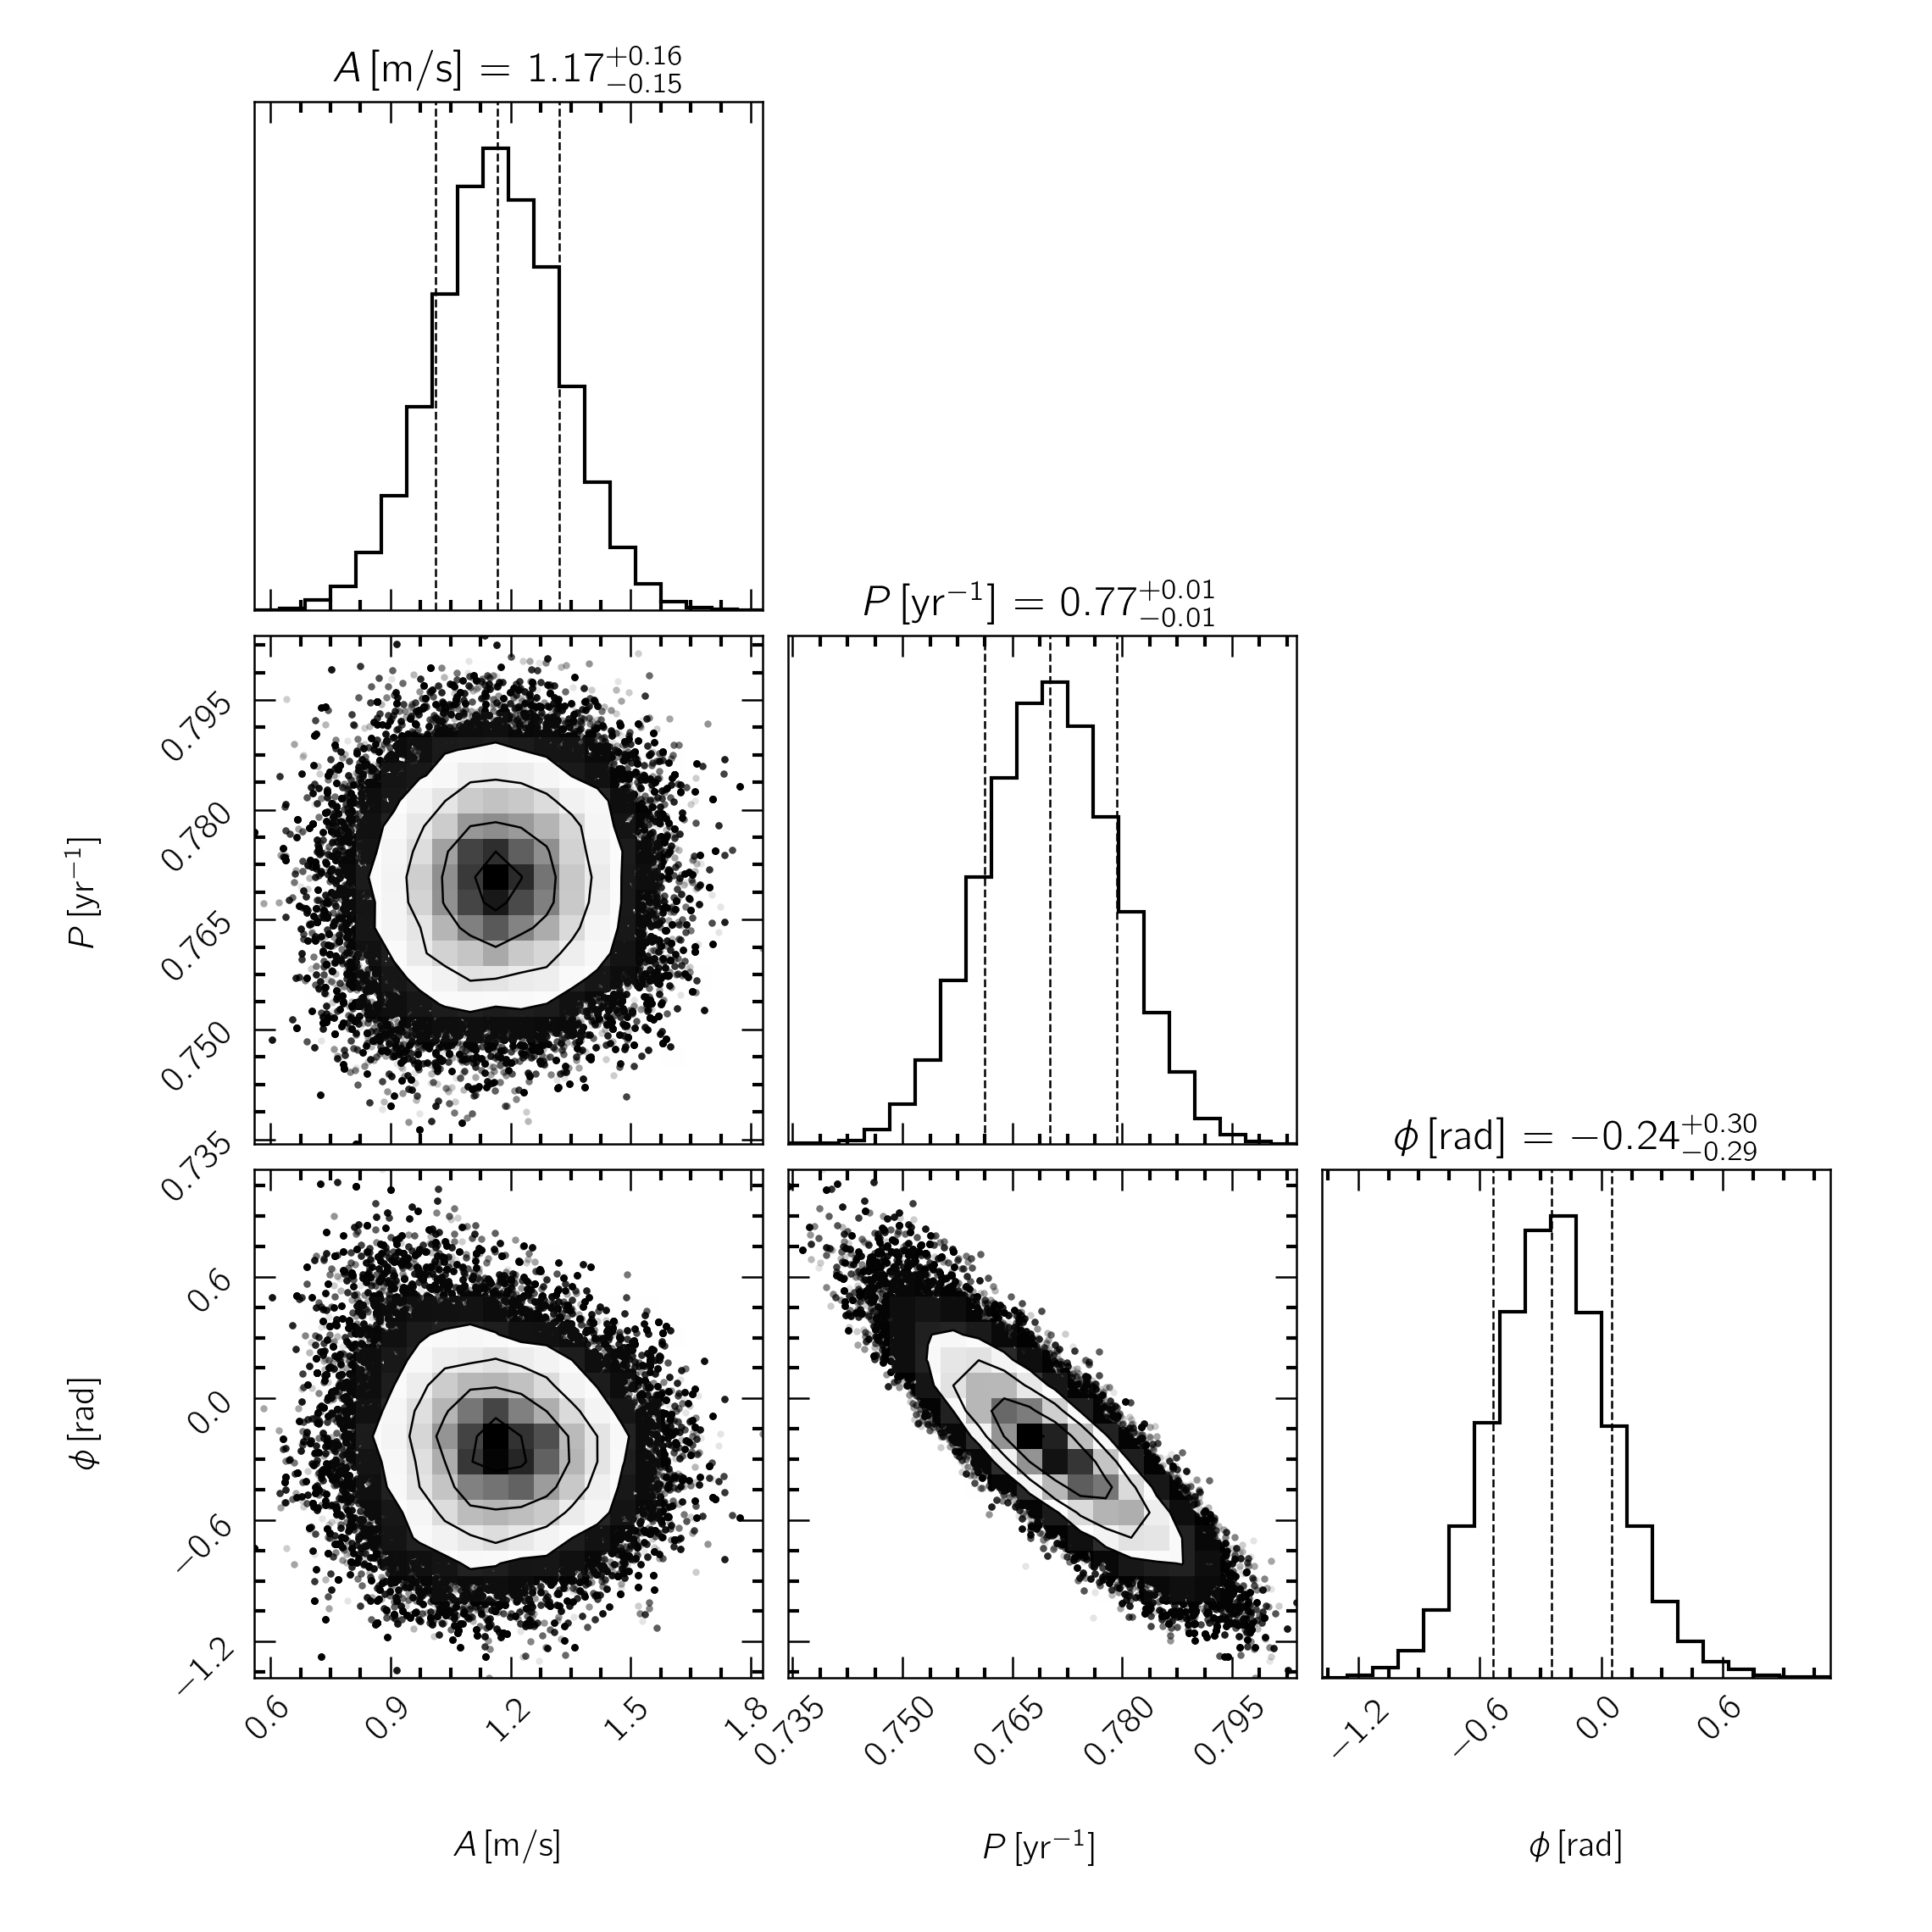 A [m/s] = 1.17+0.16 −0.15
P [yr−1] = 0.77+0.01 −0.01
P [yr−1]
0.795
0.780
0.765
0.750
0.735
ϕ [rad] = −0.24+0.30 −0.29
ϕ [rad]
0.6
0.0
−0.6
−1.2
0.6 0.9 1.2 1.5 1.8 0.735 0.750 0.765 0.780 0.795 −1.2 −0.6 0.0 0.6
A [m/s] P [yr−1] ϕ [rad]